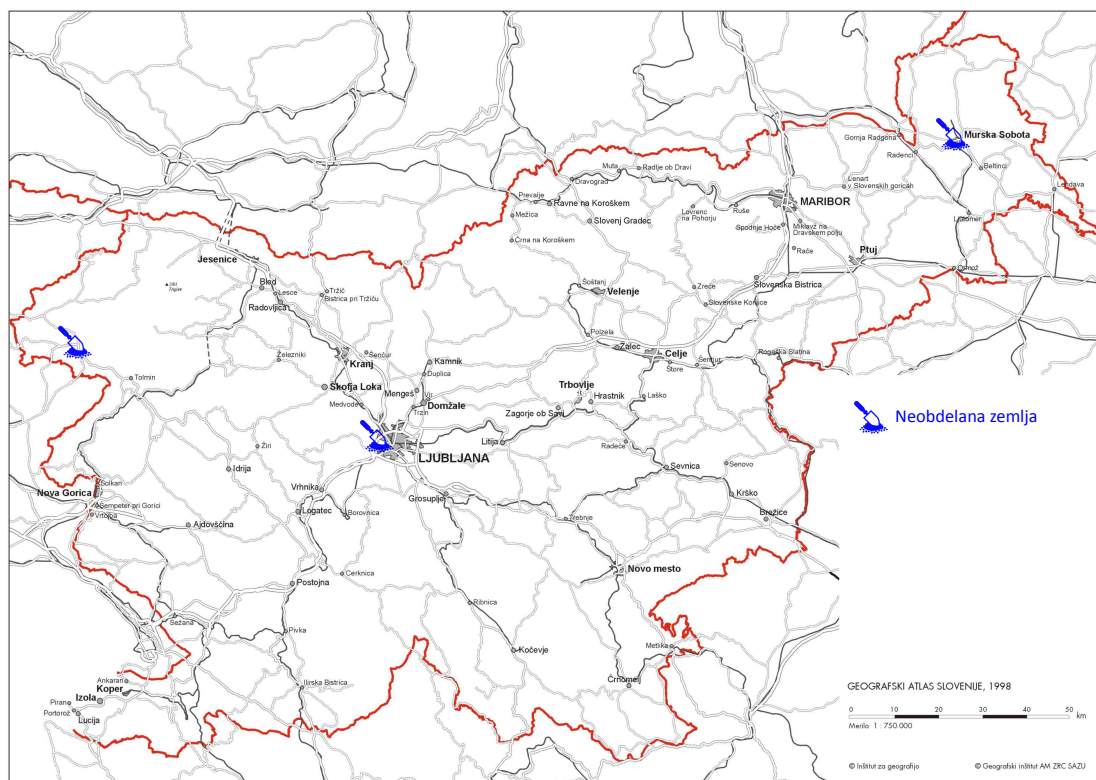 Murska Sobota
Gornja Radgona
Radenci
Beltinci
Lendava
Lenart
v Slovenskih goricah
Ljutomer
Muta
Radlje ob Dravi
Dravograd
Prevalje
Ravne na Koroškem
Mežica
Slovenj Gradec
Črna na Koroškem
Lovrenc
na Pohorju
Ruše
MARIBOR
Spodnje Hoče
Miklavž na
Dravskem polju
Rače
Ptuj
Ormož
Jesenice
Bled
Lesce
Radovljica
Tržič
Bistrica pri Tržiču
Triglav
Šoštanj
Velenje
Zreče
Slovenska Bistrica
Slovenske Konjice
Polzela
Žalec
Celje
Štore
Šentjur
Rogaška Slatina
Železniki
Šenčur
Kranj
Kamnik
Duplica
Tolmin
Škofja Loka
Mengeš
Vir
Domžale
Medvode
Trzin
Trbovlje
Hrastnik
Zagorje ob Savi
Laško
Neobdelana zemlja
Žiri
LJUBLJANA
Litija
Radeče
Idrija
Sevnica
Senovo
Solkan
Nova Gorica
Šempeter pri Gorici
Vrtojba
Vrhnika
Grosuplje
Krško
Logatec
Borovnica
Brežice
Ajdovščina
Trebnje
Cerknica
Postojna
Novo mesto
Ribnica
Sežana
Pivka
Kočevje
Metlika
Črnomelj
Ankaran
Koper
Izola
Piran
Portorož
Lucija
Ilirska Bistrica
GEOGRAFSKI ATLAS SLOVENIJE, 1998
0 10 20 30 40 50 km
Merilo: 1 : 750 000
© Inštitut za geografijo
© Geografski inštitut AM ZRC SAZU